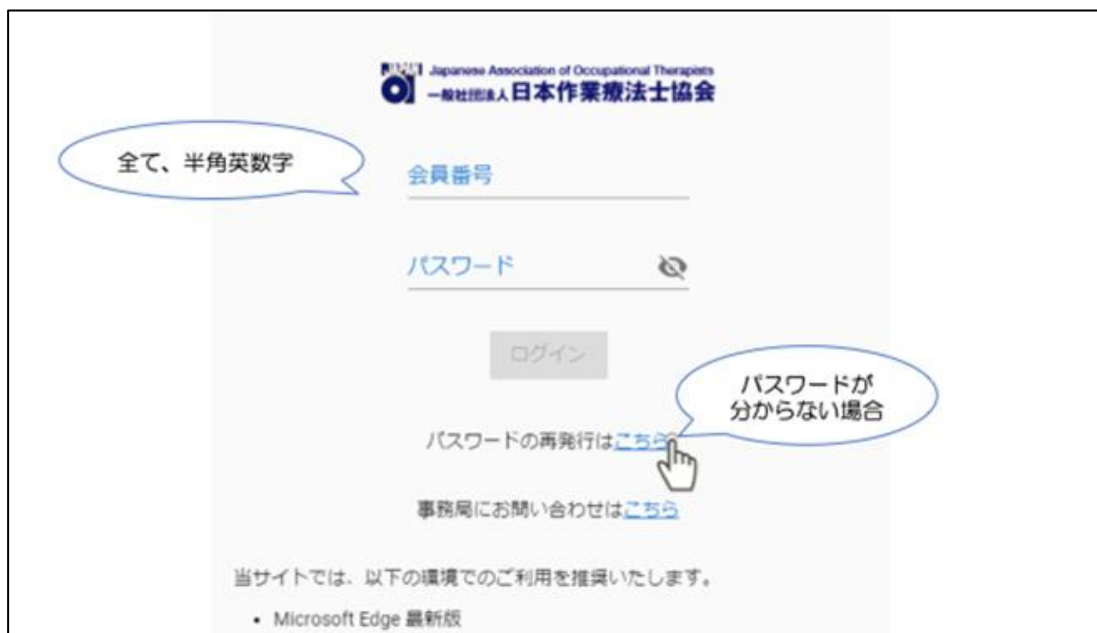 JAPAN
Japanese Association of Occupational Therapists
一般社団法人日本作業療法士協会
全て、半角英数字
会員番号
パスワード
ログイン
パスワードが
分からない場合
パスワードの再発行はこちら
事務局にお問い合わせはこちら
当サイトでは、以下の環境でのご利用を推奨いたします。
• Microsoft Edge 最新版